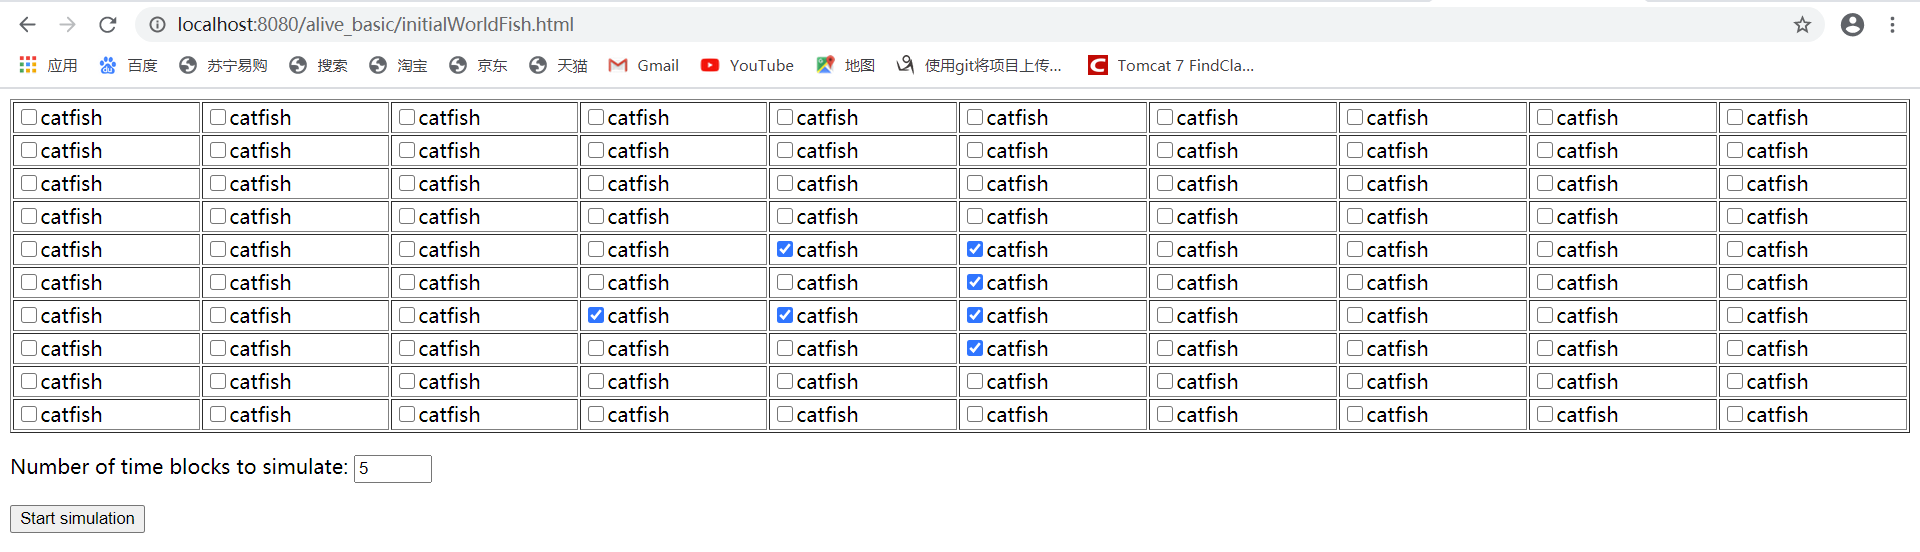 localhost:8080/alive_basic/initialWorldFish.html
应用 百度 苏宁易购 搜索 淘宝 京东 天猫 Gmail YouTube 地图 使用git将项目上传... Tomcat 7 FindCla...
catfish catfish catfish catfish catfish catfish catfish catfish catfish catfish
catfish catfish catfish catfish catfish catfish catfish catfish catfish catfish
catfish catfish catfish catfish catfish catfish catfish catfish catfish catfish
catfish catfish catfish catfish catfish catfish catfish catfish catfish catfish
catfish catfish catfish catfish catfish catfish catfish catfish catfish catfish
catfish catfish catfish catfish catfish catfish catfish catfish catfish catfish
catfish catfish catfish catfish catfish catfish catfish catfish catfish catfish
catfish catfish catfish catfish catfish catfish catfish catfish catfish catfish
catfish catfish catfish catfish catfish catfish catfish catfish catfish catfish
catfish catfish catfish catfish catfish catfish catfish catfish catfish catfish
Number of time blocks to simulate: 5
Start simulation